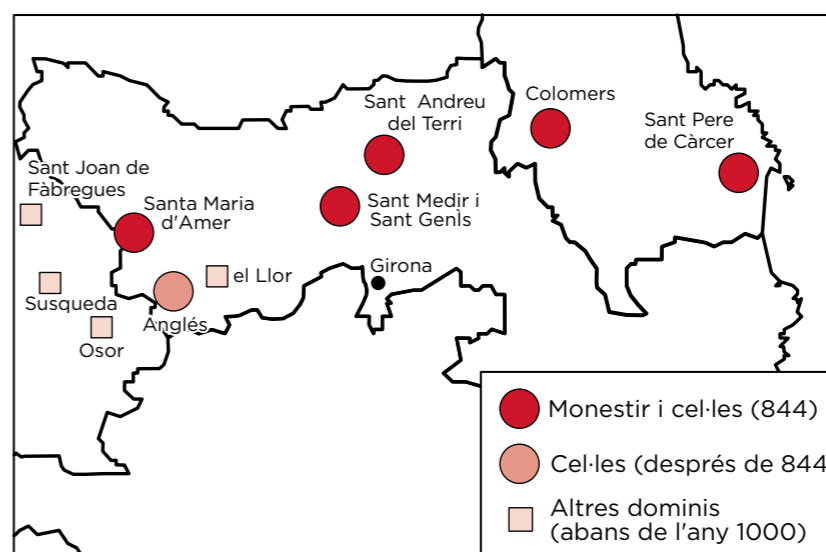 Sant Andreu
del Terri
Colomers
Sant Pere
de Càrcer
Sant Joan de
Fàbregues
Santa Maria
d'Amer
Sant Medir i
Sant GenÌs
el Llor
Girona
Susqueda
Anglés
Osor
Monestir i cel·les (844)
Cel·les (després de 844
Altres dominis
(abans de l'any 1000)